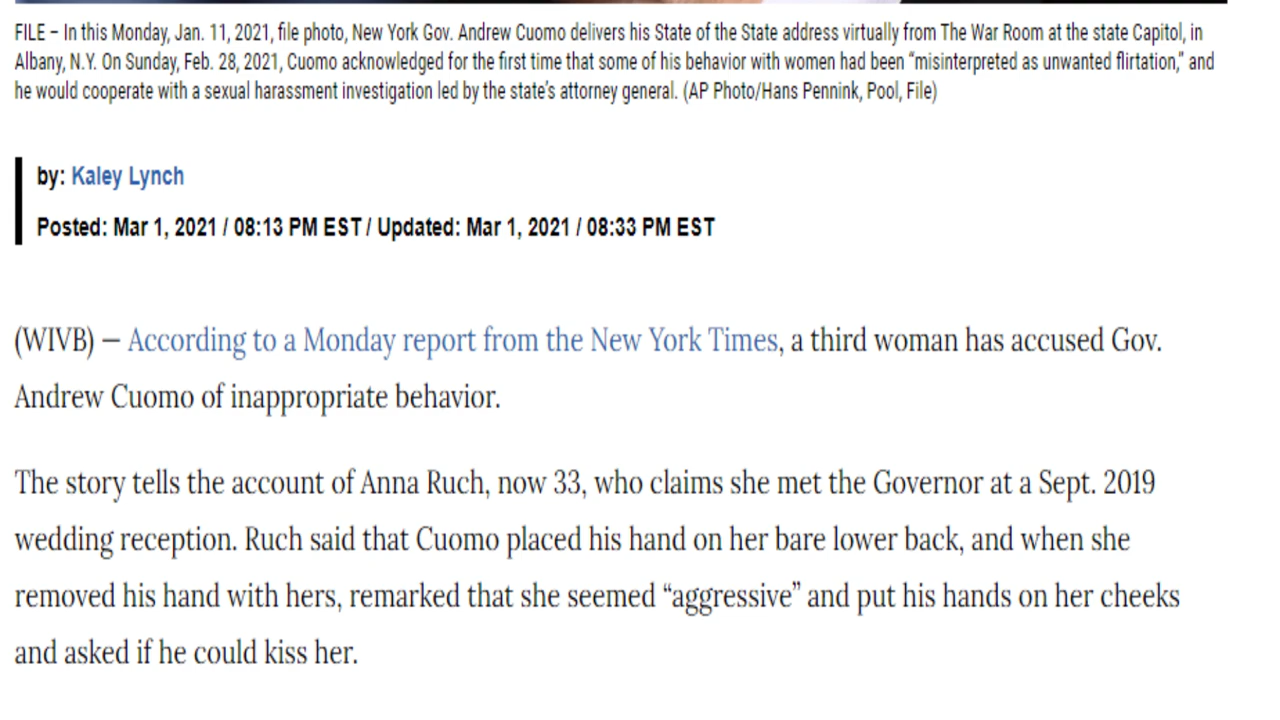 FILE – In this Monday, Jan. 11, 2021, file photo, New York Gov. Andrew Cuomo delivers his State of the State address virtually from The War Room at the state Capitol, in
Albany, N.Y. On Sunday, Feb. 28, 2021, Cuomo acknowledged for the first time that some of his behavior with women had been “misinterpreted as unwanted flirtation,” and
he would cooperate with a sexual harassment investigation led by the state’s attorney general. (AP Photo/Hans Pennink, Pool, File)
by: Kaley Lynch
Posted: Mar 1, 2021 / 08:13 PM EST / Updated: Mar 1, 2021 / 08:33 PM EST
(WIVB) — According to a Monday report from the New York Times, a third woman has accused Gov.
Andrew Cuomo of inappropriate behavior.
The story tells the account of Anna Ruch, now 33, who claims she met the Governor at a Sept. 2019
wedding reception. Ruch said that Cuomo placed his hand on her bare lower back, and when she
removed his hand with hers, remarked that she seemed “aggressive” and put his hands on her cheeks
and asked if he could kiss her.